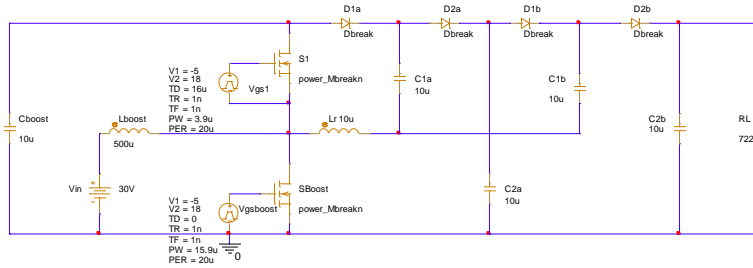 D1a
D2a
D1b
D2b
Dbreak
Dbreak
Dbreak
Dbreak
V1 = -5
V2 = 18
TD = 16u
TR = 1n
TF = 1n
PW = 3.9u
PER = 20u
Vgs1
S1
power_Mbreakn
C1a
10u
C1b
10u
Cboost
10u
Lboost
500u
Lr 10u
C2b
10u
RL
722
Vin
30V
V1 = -5
V2 = 18
TD = 0
TR = 1n
TF = 1n
PW = 15.9u
PER = 20u
Vgsboost
SBoost
power_Mbreakn
C2a
10u
0